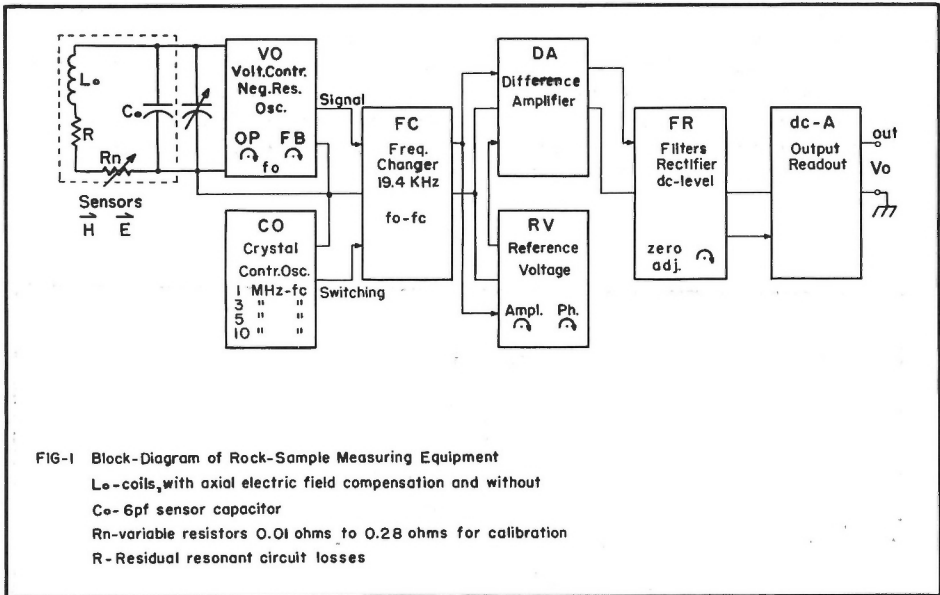 Lo
R
Rn
Co
Sensors
H E
VO
Volt.Contr.
Neg.Res.
Osc.
OP FB
fo
Signal
CO
Crystal
Contr.Osc.
1 MHz-fc
3 " "
5 " "
10 " "
Switching
FC
Freq.
Changer
19.4 KHz
fo-fc
DA
Difference
Amplifier
RV
Reference
Voltage
Ampl. Ph.
FR
Filters
Rectifier
dc-level
zero
adj.
dc-A
Output
Readout
out
Vo
FIG-1 Block-Diagram of Rock-Sample Measuring Equipment
Lo-coils, with axial electric field compensation and without
Co- 6pf sensor capacitor
Rn-variable resistors 0.01 ohms to 0.28 ohms for calibration
R-Residual resonant circuit losses